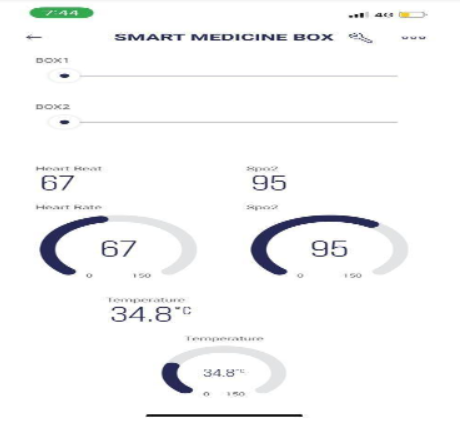 7:44
4G
SMART MEDICINE BOX
BOX1
BOX2
Heart Beat Spo2
67 95
Heart Rate Spo2
67 95
0 150 0 150
Temperature
34.8°C
Temperature
34.8°C
0 150